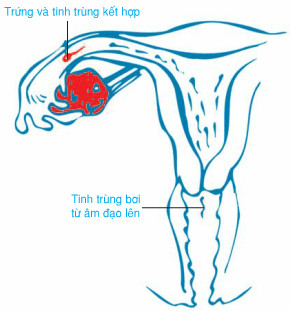 Trứng và tinh trùng kết hợp
Tinh trùng bơi
từ âm đạo lên